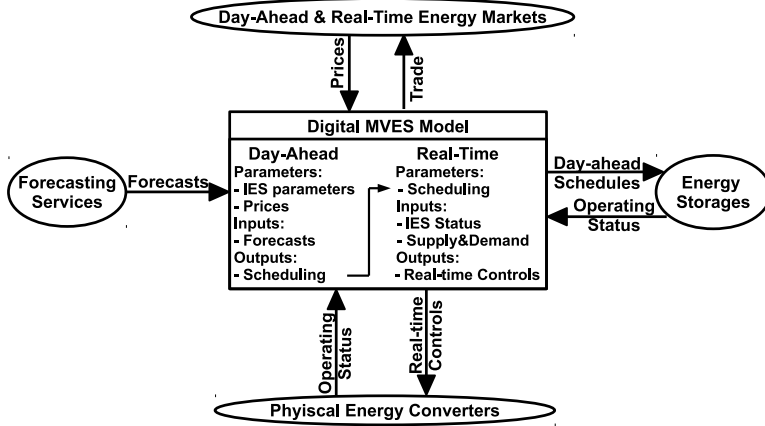 Day-Ahead & Real-Time Energy Markets
Prices
Trade
Digital MVES Model
Day-Ahead
Parameters:
- IES parameters
- Prices
Inputs:
- Forecasts
Outputs:
- Scheduling
Real-Time
Parameters:
- Scheduling
Inputs:
- IES Status
- Supply&Demand
Outputs:
- Real-time Controls
Forecasting
Services
Forecasts
Day-ahead
Schedules
Operating
Status
Energy
Storages
Operating
Status
Real-time
Controls
Phyiscal Energy Converters